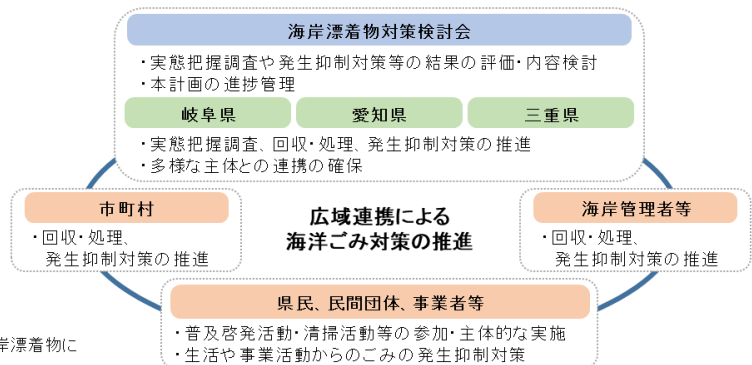 海岸漂着物対策検討会
・実態把握調査や発生抑制対策等の結果の評価・内容検討
・本計画の進捗管理
岐阜県
愛知県
三重県
・実態把握調査、回収・処理、発生抑制対策の推進
・多様な主体との連携の確保
市町村
・回収・処理、
発生抑制対策の推進
広域連携による
海洋ごみ対策の推進
海岸管理者等
・回収・処理、
発生抑制対策の推進
県民、民間団体、事業者等
・普及啓発活動・清掃活動等の参加・主体的な実施
・生活や事業活動からのごみの発生抑制対策
岸漂着物に